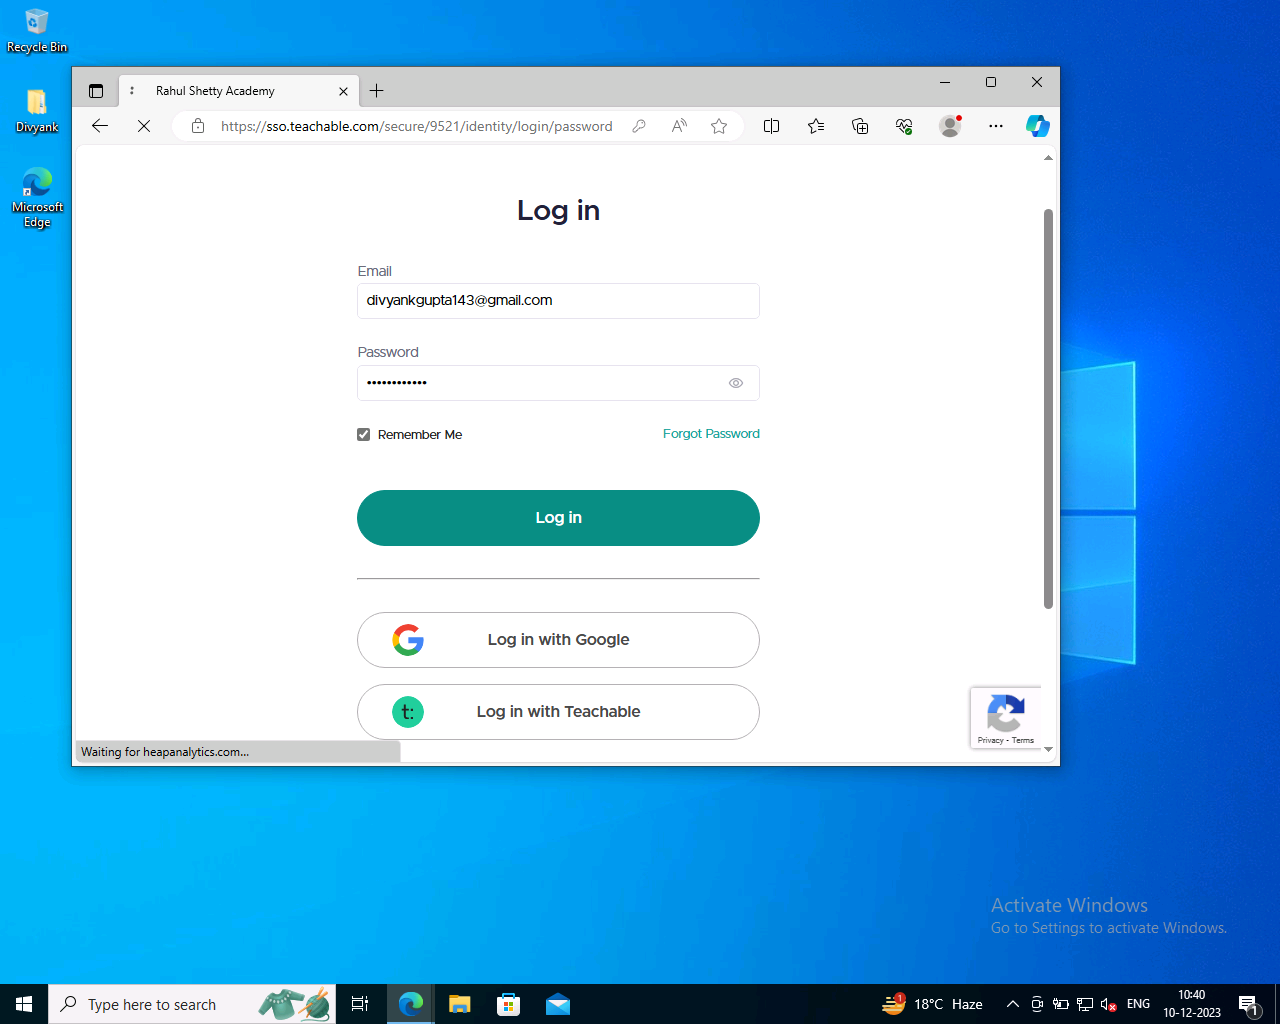 Recycle Bin
Divyank
Microsoft
Edge
Rahul Shetty Academy
https://sso.teachable.com/secure/9521/identity/login/password
Log in
Email
divyankgupta143@gmail.com
Password
••••••••••••
Remember Me
Forgot Password
Log in
Log in with Google
t:
Log in with Teachable
Privacy - Terms
Waiting for heapanalytics.com...
Activate Windows
Go to Settings to activate Windows.
Type here to search
1
18°C Haze
ENG
10:40
10-12-2023
1